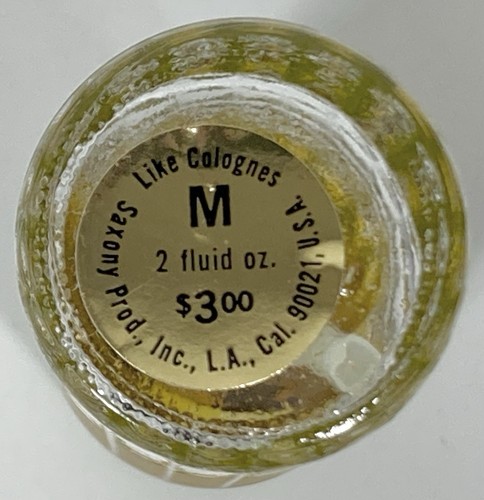 Like Colognes
M
2 fluid oz.
$3.00
Saxony Prod., Inc., L.A., Cal. 90021, U.S.A.